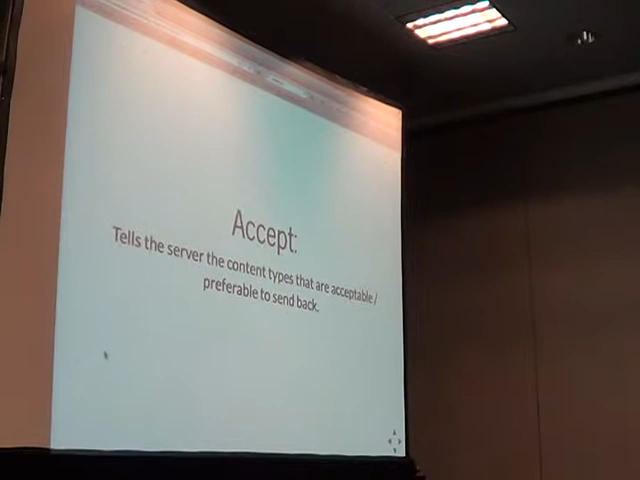 Accept:
Tells the server the content types that are acceptable /
preferable to send back.